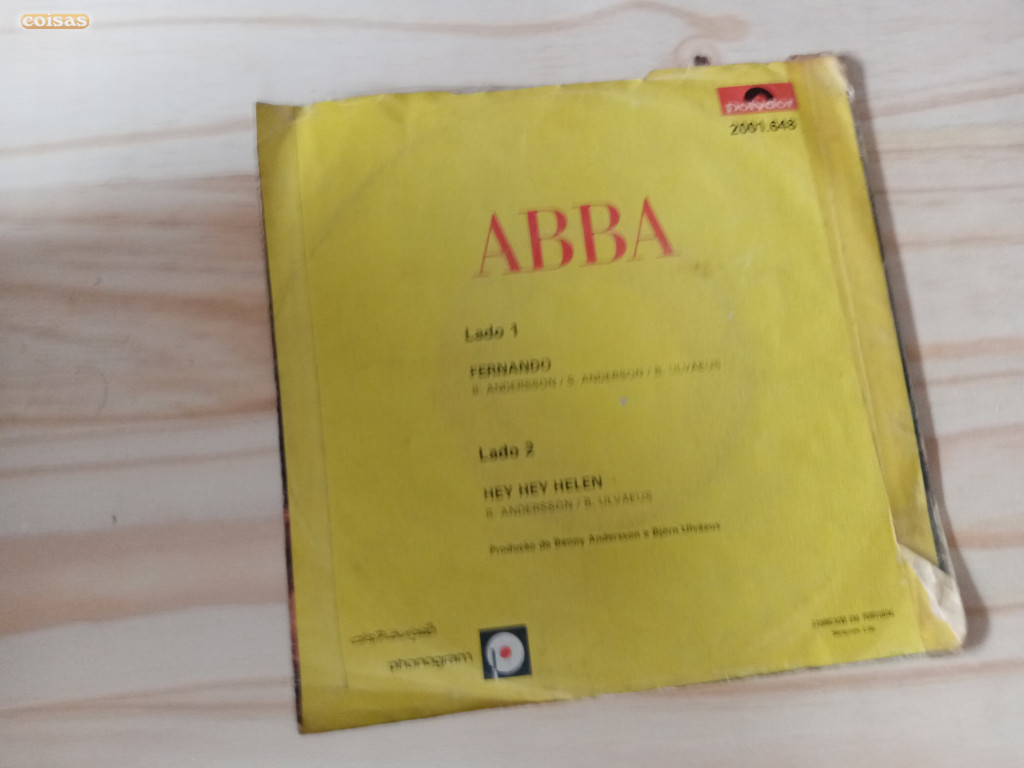 coisas
polydor
2001.648
ABBA
Lado 1
FERNANDO
B. ANDERSSON / S. ANDERSON / B. ULVAEUS
Lado 2
HEY HEY HELEN
B. ANDERSSON / B. ULVAEUS
Produção de Benny Andersson e Björn Ulvaeus
phonogram